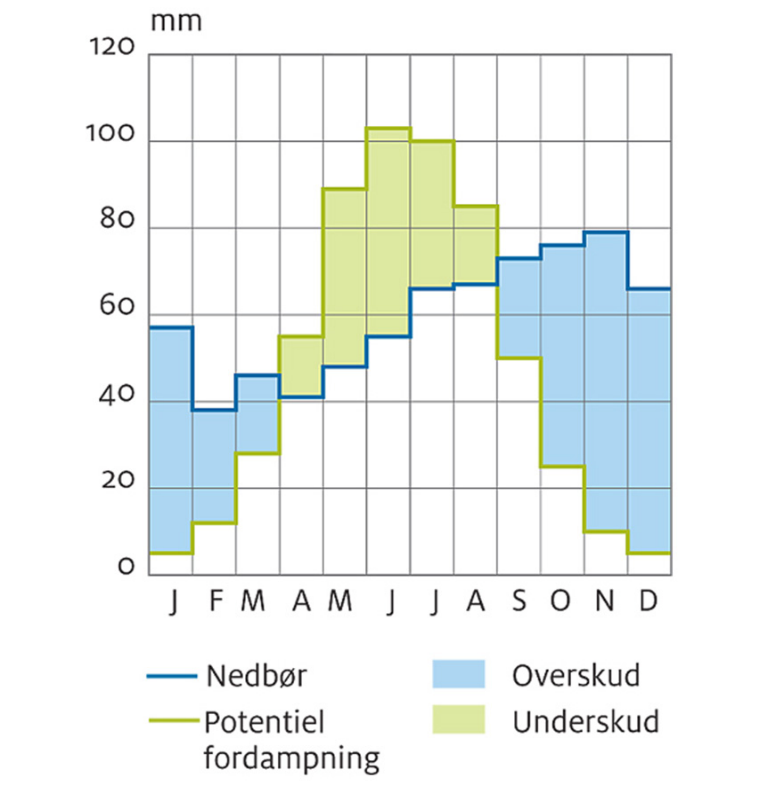 mm
120
100
80
60
40
20
0
J F M A M J J A S O N D
Nedbør
Overskud
Potentiel
fordampning
Underskud